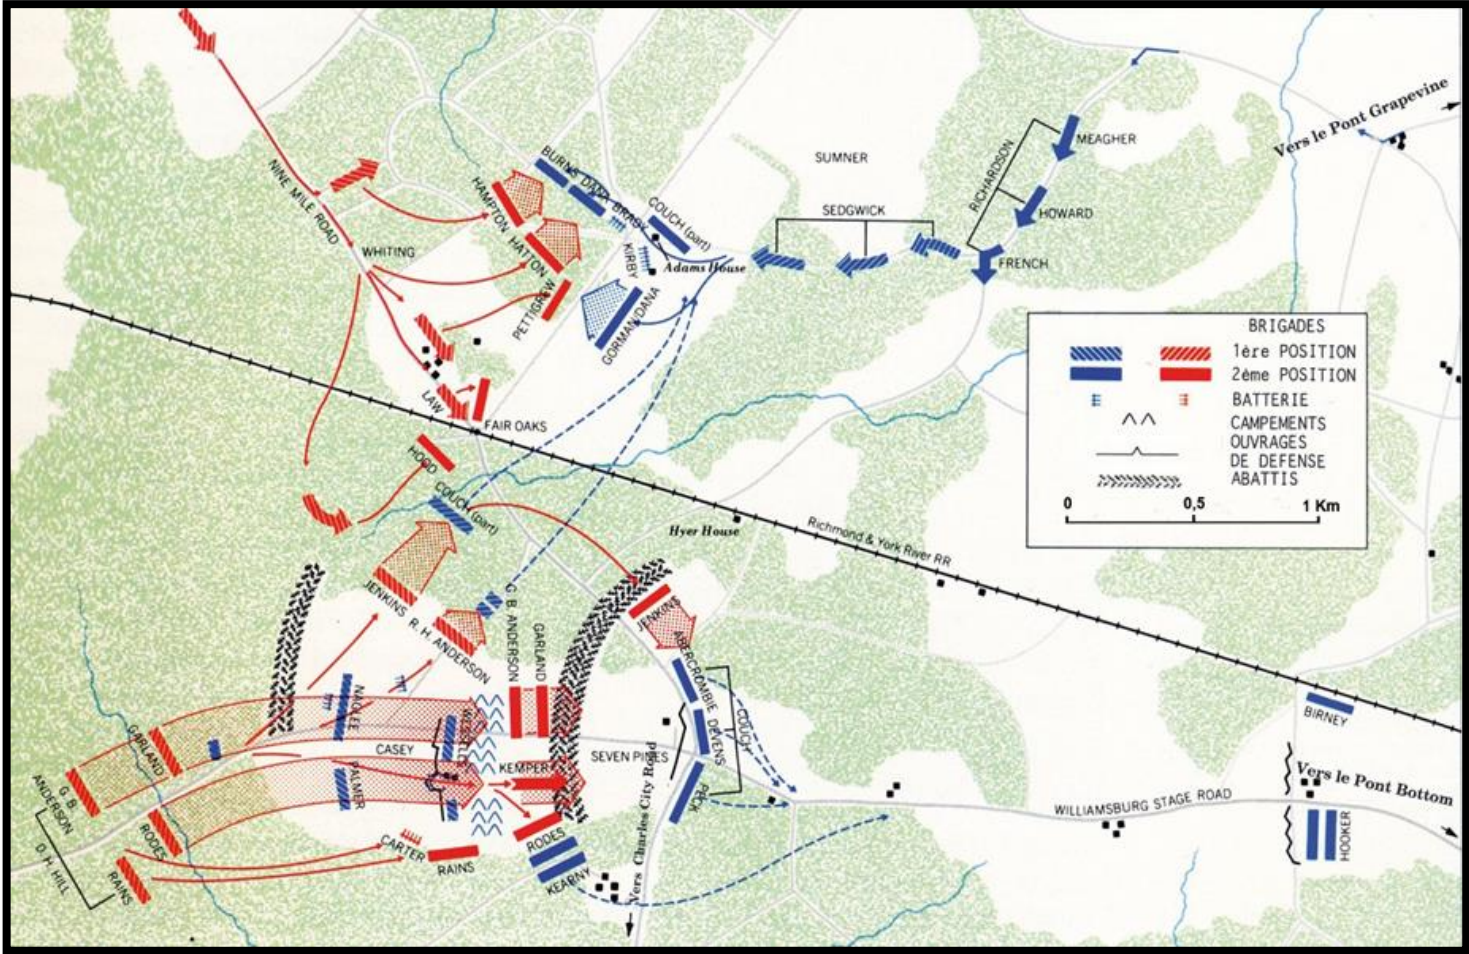 Vers le Pont Grapevine
MEAGHER
RICHARDSON
HOWARD
FRENCH
SUMNER
SEDGWICK
BURNS
DANA
BRADY
COUCH (part)
KIRBY
Adams House
GORMAN/DANA
HAMPTON
HATTON
PETTIGREW
NINE MILE ROAD
WHITING
LAW
FAIR OAKS
HOOD
COUCH (part)
BRIGADES
1ère POSITION
2ème POSITION
BATTERIE
CAMPEMENTS
OUVRAGES
DE DEFENSE
ABATTIS
0 0,5 1 Km
Hyer House
Richmond & York River RR
JENKINS
R. H. ANDERSON
G. B. ANDERSON
GARLAND
JENKINS
ABERCROMBIE
DEVENS
COUCH
PECK
NAGLEE
CASEY
PALMER
KEMPER
SEVEN PINES
GARLAND
G. B.
ANDERSON
RODES
D. H. HILL
RAINS
CARTER
RAINS
RODES
KEARNY
Vers Charles City Road
WILLIAMSBURG STAGE ROAD
BIRNEY
Vers le Pont Bottom
HOOKER